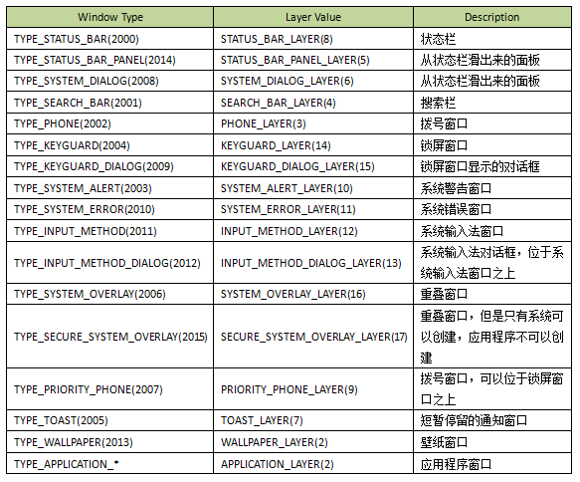 Window Type Layer Value Description
TYPE_STATUS_BAR(2000) STATUS_BAR_LAYER(8) 状态栏
TYPE_STATUS_BAR_PANEL(2014) STATUS_BAR_PANEL_LAYER(5) 从状态栏滑出来的面板
TYPE_SYSTEM_DIALOG(2008) SYSTEM_DIALOG_LAYER(6) 从状态栏滑出来的面板
TYPE_SEARCH_BAR(2001) SEARCH_BAR_LAYER(4) 搜索栏
TYPE_PHONE(2002) PHONE_LAYER(3) 拨号窗口
TYPE_KEYGUARD(2004) KEYGUARD_LAYER(14) 锁屏窗口
TYPE_KEYGUARD_DIALOG(2009) KEYGUARD_DIALOG_LAYER(15) 锁屏窗口显示的对话框
TYPE_SYSTEM_ALERT(2003) SYSTEM_ALERT_LAYER(10) 系统警告窗口
TYPE_SYSTEM_ERROR(2010) SYSTEM_ERROR_LAYER(11) 系统错误窗口
TYPE_INPUT_METHOD(2011) INPUT_METHOD_LAYER(12) 系统输入法窗口
TYPE_INPUT_METHOD_DIALOG(2012) INPUT_METHOD_DIALOG_LAYER(13) 系统输入法对话框，位于系
统输入法窗口之上
TYPE_SYSTEM_OVERLAY(2006) SYSTEM_OVERLAY_LAYER(16) 重叠窗口
TYPE_SECURE_SYSTEM_OVERLAY(2015) SECURE_SYSTEM_OVERLAY_LAYER(17) 重叠窗口，但是只有系统可
以创建，应用程序不可以创
建
TYPE_PRIORITY_PHONE(2007) PRIORITY_PHONE_LAYER(9) 拨号窗口，可以位于锁屏窗
口之上
TYPE_TOAST(2005) TOAST_LAYER(7) 短暂停留的通知窗口
TYPE_WALLPAPER(2013) WALLPAPER_LAYER(2) 壁纸窗口
TYPE_APPLICATION_* APPLICATION_LAYER(2) 应用程序窗口